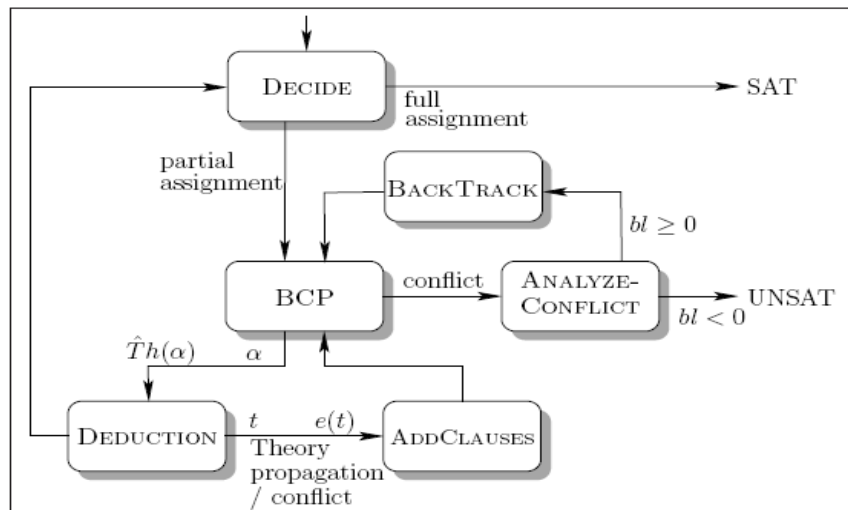 DECIDE
full
assignment
SAT
partial
assignment
BACKTRACK
bl ≥ 0
BCP
conflict
ANALYZE-
CONFLICT
UNSAT
bl < 0
T̂h(α)
α
DEDUCTION
t
e(t)
Theory
propagation
/ conflict
ADDCLAUSES